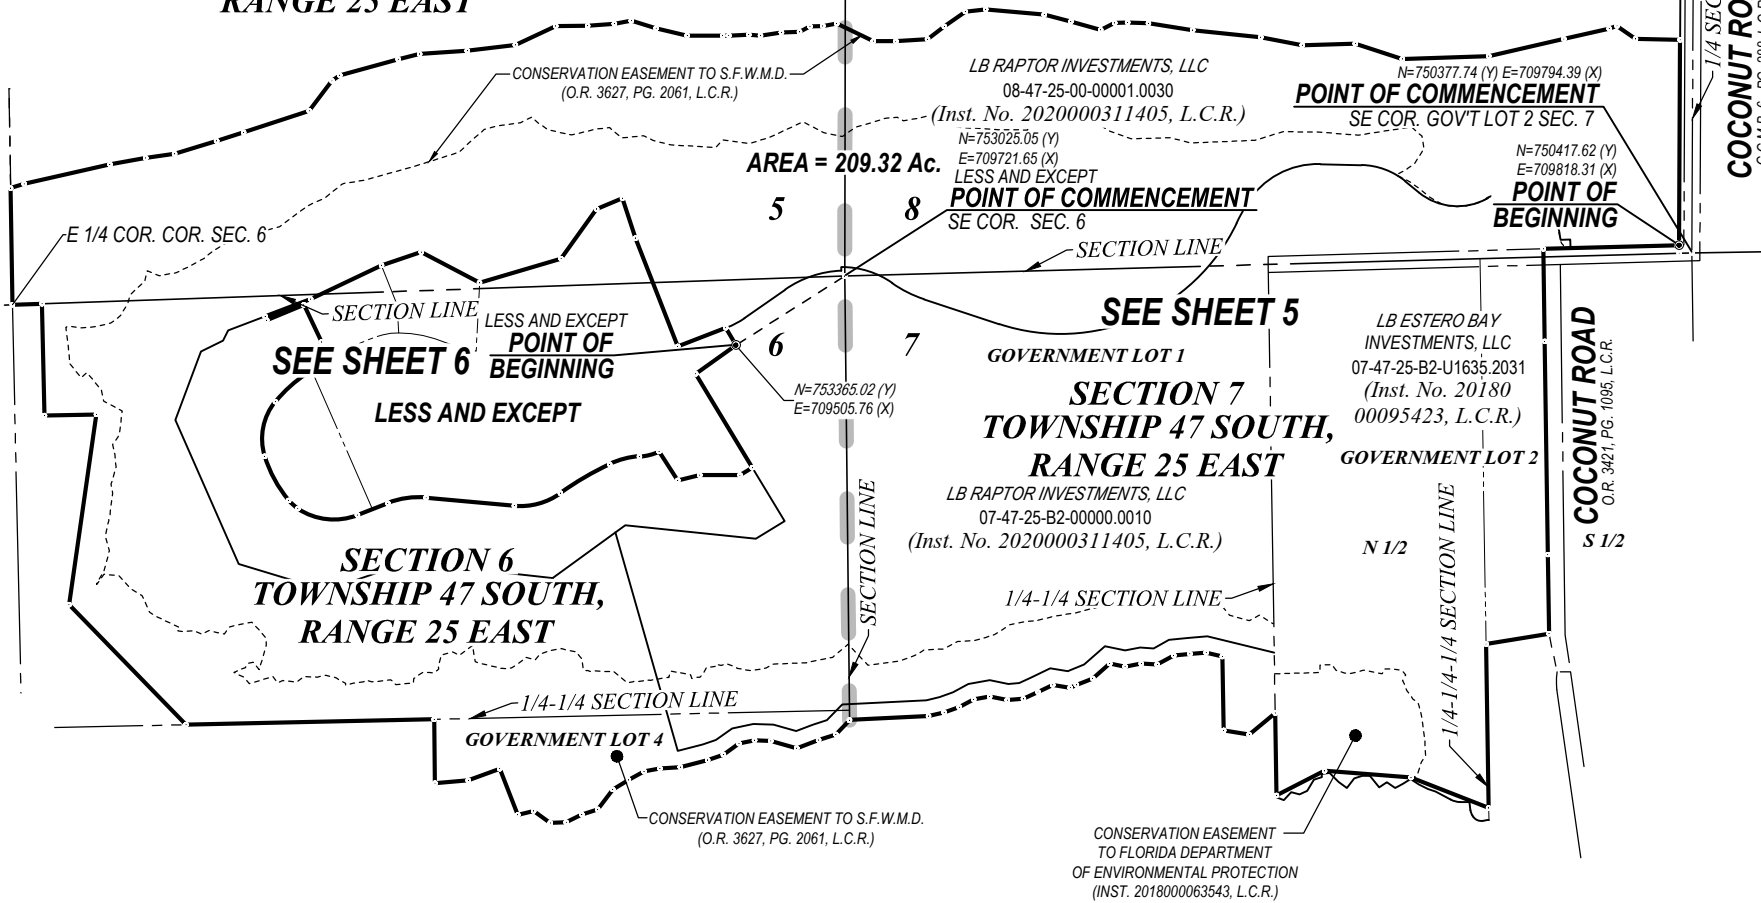 RANGE 25 EAST
CONSERVATION EASEMENT TO S.F.W.M.D.
(O.R. 3627, PG. 2061, L.C.R.)
LB RAPTOR INVESTMENTS, LLC
08-47-25-00-00001.0030
(Inst. No. 2020000311405, L.C.R.)
N=750377.74 (Y) E=709794.39 (X)
POINT OF COMMENCEMENT
SE COR. GOV'T LOT 2 SEC. 7
1/4
COCONUT
AREA = 209.32 Ac.
N=753025.05 (Y)
E=709721.65 (X)
LESS AND EXCEPT
POINT OF COMMENCEMENT
SE COR. SEC. 6
N=750417.62 (Y)
E=709818.31 (X)
POINT OF
BEGINNING
5
8
E 1/4 COR. COR. SEC. 6
SECTION LINE
SECTION LINE
LESS AND EXCEPT
POINT OF
BEGINNING
SEE SHEET 6
LESS AND EXCEPT
6
7
N=753365.02 (Y)
E=709505.76 (X)
SEE SHEET 5
GOVERNMENT LOT 1
SECTION 7
TOWNSHIP 47 SOUTH,
RANGE 25 EAST
LB RAPTOR INVESTMENTS, LLC
07-47-25-B2-00000.0010
(Inst. No. 2020000311405, L.C.R.)
LB ESTERO BAY
INVESTMENTS, LLC
07-47-25-B2-U1635.2031
(Inst. No. 20180
00095423, L.C.R.)
GOVERNMENT LOT 2
COCONUT ROAD
O.R. 3421, PG. 1095, L.C.R.
N 1/2
S 1/2
SECTION 6
TOWNSHIP 47 SOUTH,
RANGE 25 EAST
SECTION LINE
1/4-1/4 SECTION LINE
1/4-1/4-1/4 SECTION LINE
1/4-1/4 SECTION LINE
GOVERNMENT LOT 4
CONSERVATION EASEMENT TO S.F.W.M.D.
(O.R. 3627, PG. 2061, L.C.R.)
CONSERVATION EASEMENT
TO FLORIDA DEPARTMENT
OF ENVIRONMENTAL PROTECTION
(INST. 2018000063543, L.C.R.)